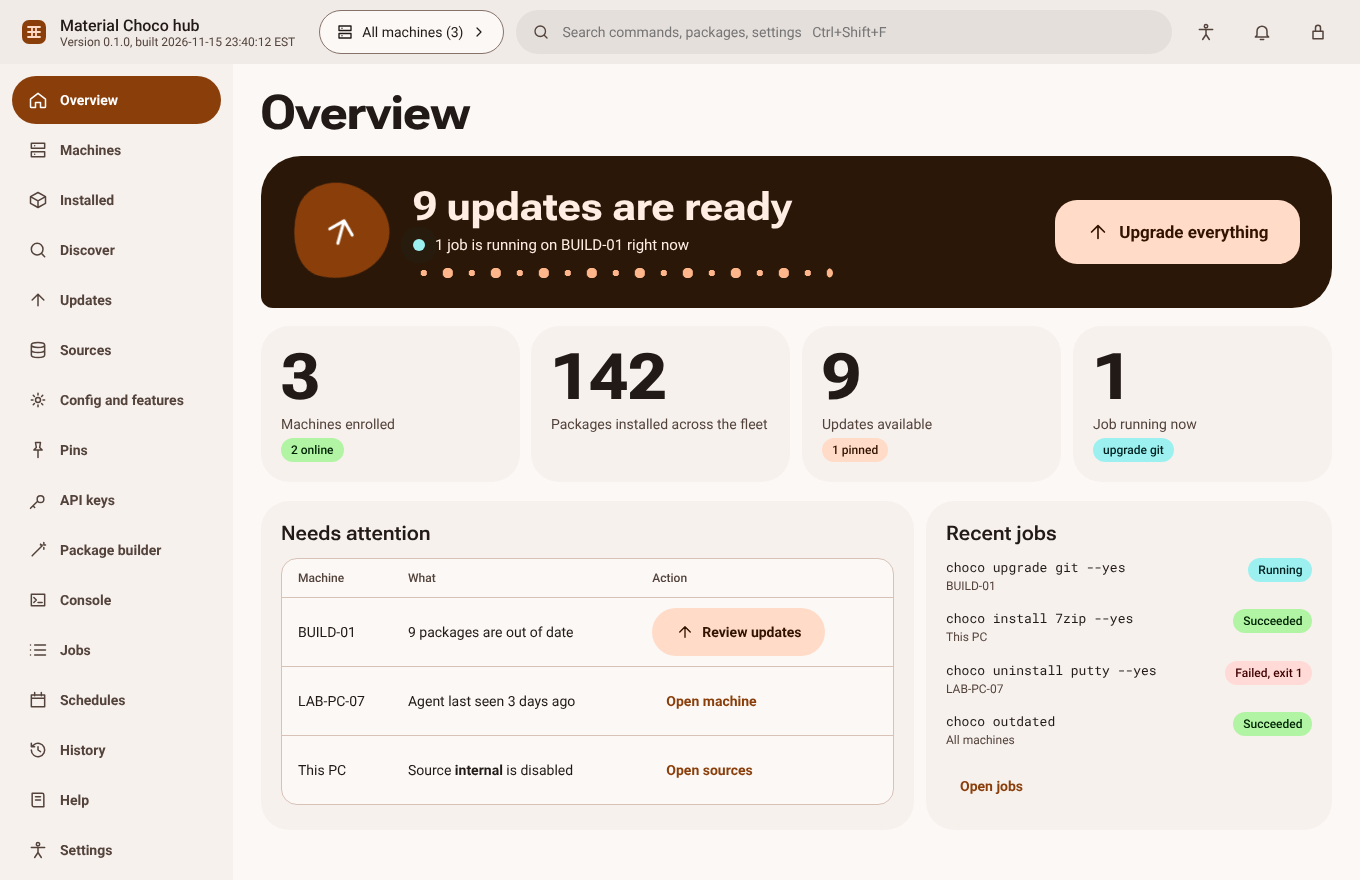 Material Choco hub
Version 0.1.0, built 2026-11-15 23:40:12 EST
All machines (3)
Search commands, packages, settings Ctrl+Shift+F
Overview
Machines
Installed
Discover
Updates
Sources
Config and features
Pins
API keys
Package builder
Console
Jobs
Schedules
History
Help
Settings
Overview
9 updates are ready
1 job is running on BUILD-01 right now
Upgrade everything
3
Machines enrolled
2 online
142
Packages installed across the fleet
9
Updates available
1 pinned
1
Job running now
upgrade git
Needs attention
Machine What Action
BUILD-01 9 packages are out of date Review updates
LAB-PC-07 Agent last seen 3 days ago Open machine
This PC Source internal is disabled Open sources
Recent jobs
choco upgrade git --yes Running
BUILD-01
choco install 7zip --yes Succeeded
This PC
choco uninstall putty --yes Failed, exit 1
LAB-PC-07
choco outdated Succeeded
All machines
Open jobs